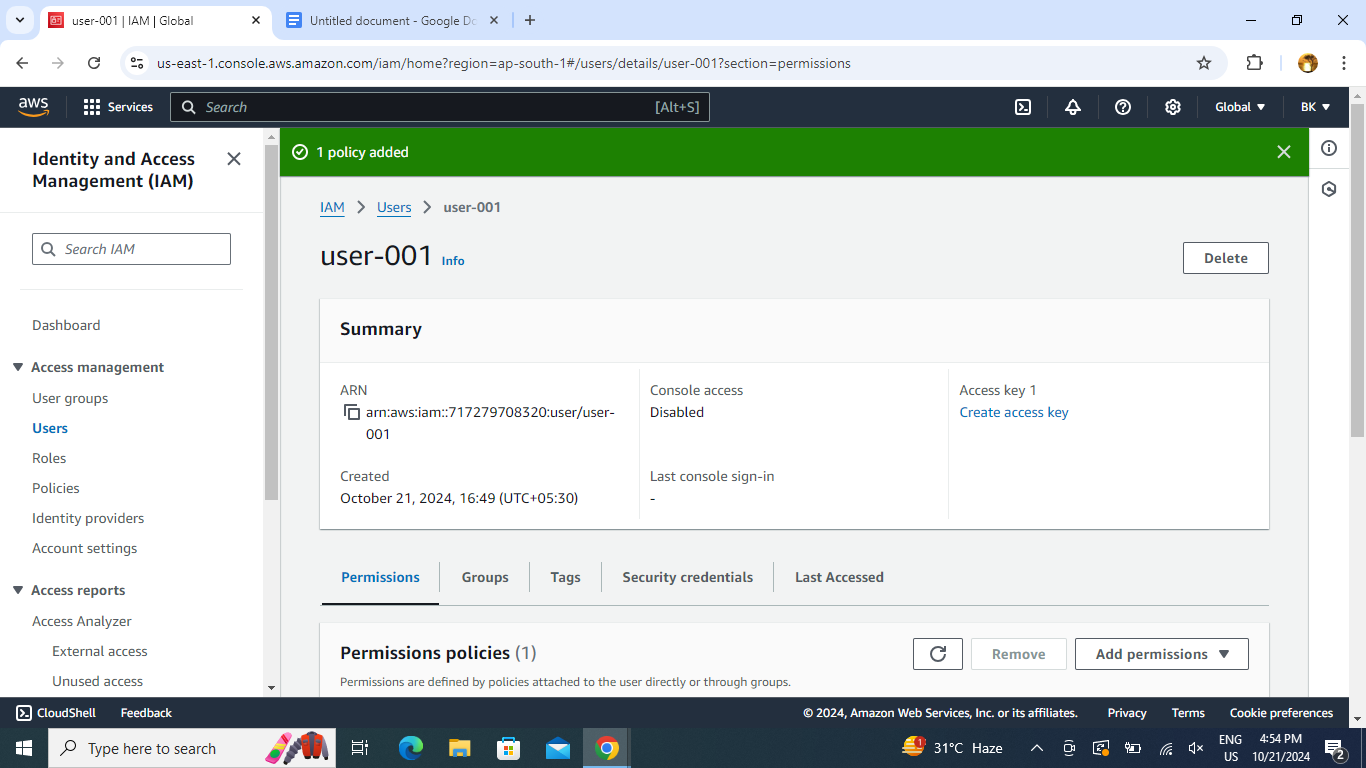 user-001 | IAM | Global
Untitled document - Google Do
us-east-1.console.aws.amazon.com/iam/home?region=ap-south-1#/users/details/user-001?section=permissions
aws
Services
Search
[Alt+S]
Global
BK
Identity and Access
Management (IAM)
Search IAM
Dashboard
Access management
User groups
Users
Roles
Policies
Identity providers
Account settings
Access reports
Access Analyzer
External access
Unused access
1 policy added
IAM
Users
user-001
user-001 Info
Delete
Summary
ARN
arn:aws:iam::717279708320:user/user-
001
Created
October 21, 2024, 16:49 (UTC+05:30)
Console access
Disabled
Last console sign-in
-
Access key 1
Create access key
Permissions
Groups
Tags
Security credentials
Last Accessed
Permissions policies (1)
Remove
Add permissions
Permissions are defined by policies attached to the user directly or through groups.
CloudShell
Feedback
© 2024, Amazon Web Services, Inc. or its affiliates.
Privacy
Terms
Cookie preferences
Type here to search
1
31°C Haze
ENG
US
4:54 PM
10/21/2024
2